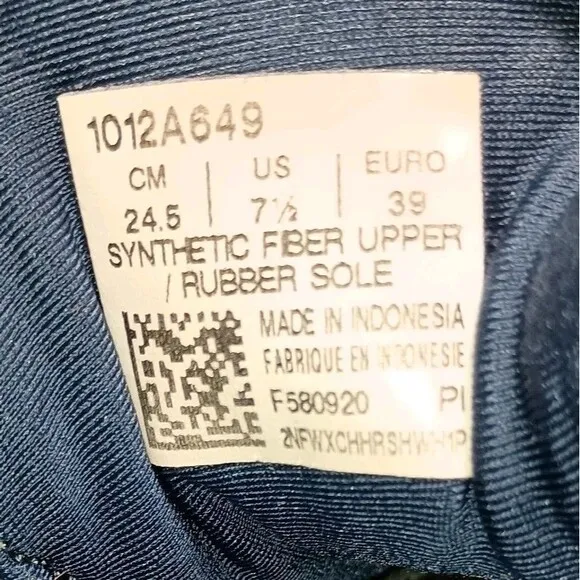 1012A649
CM | US | EURO
24.5 | 7½ | 39
SYNTHETIC FIBER UPPER
/ RUBBER SOLE
MADE IN INDONESIA
FABRIQUE EN INDONESIE
F580920 PI